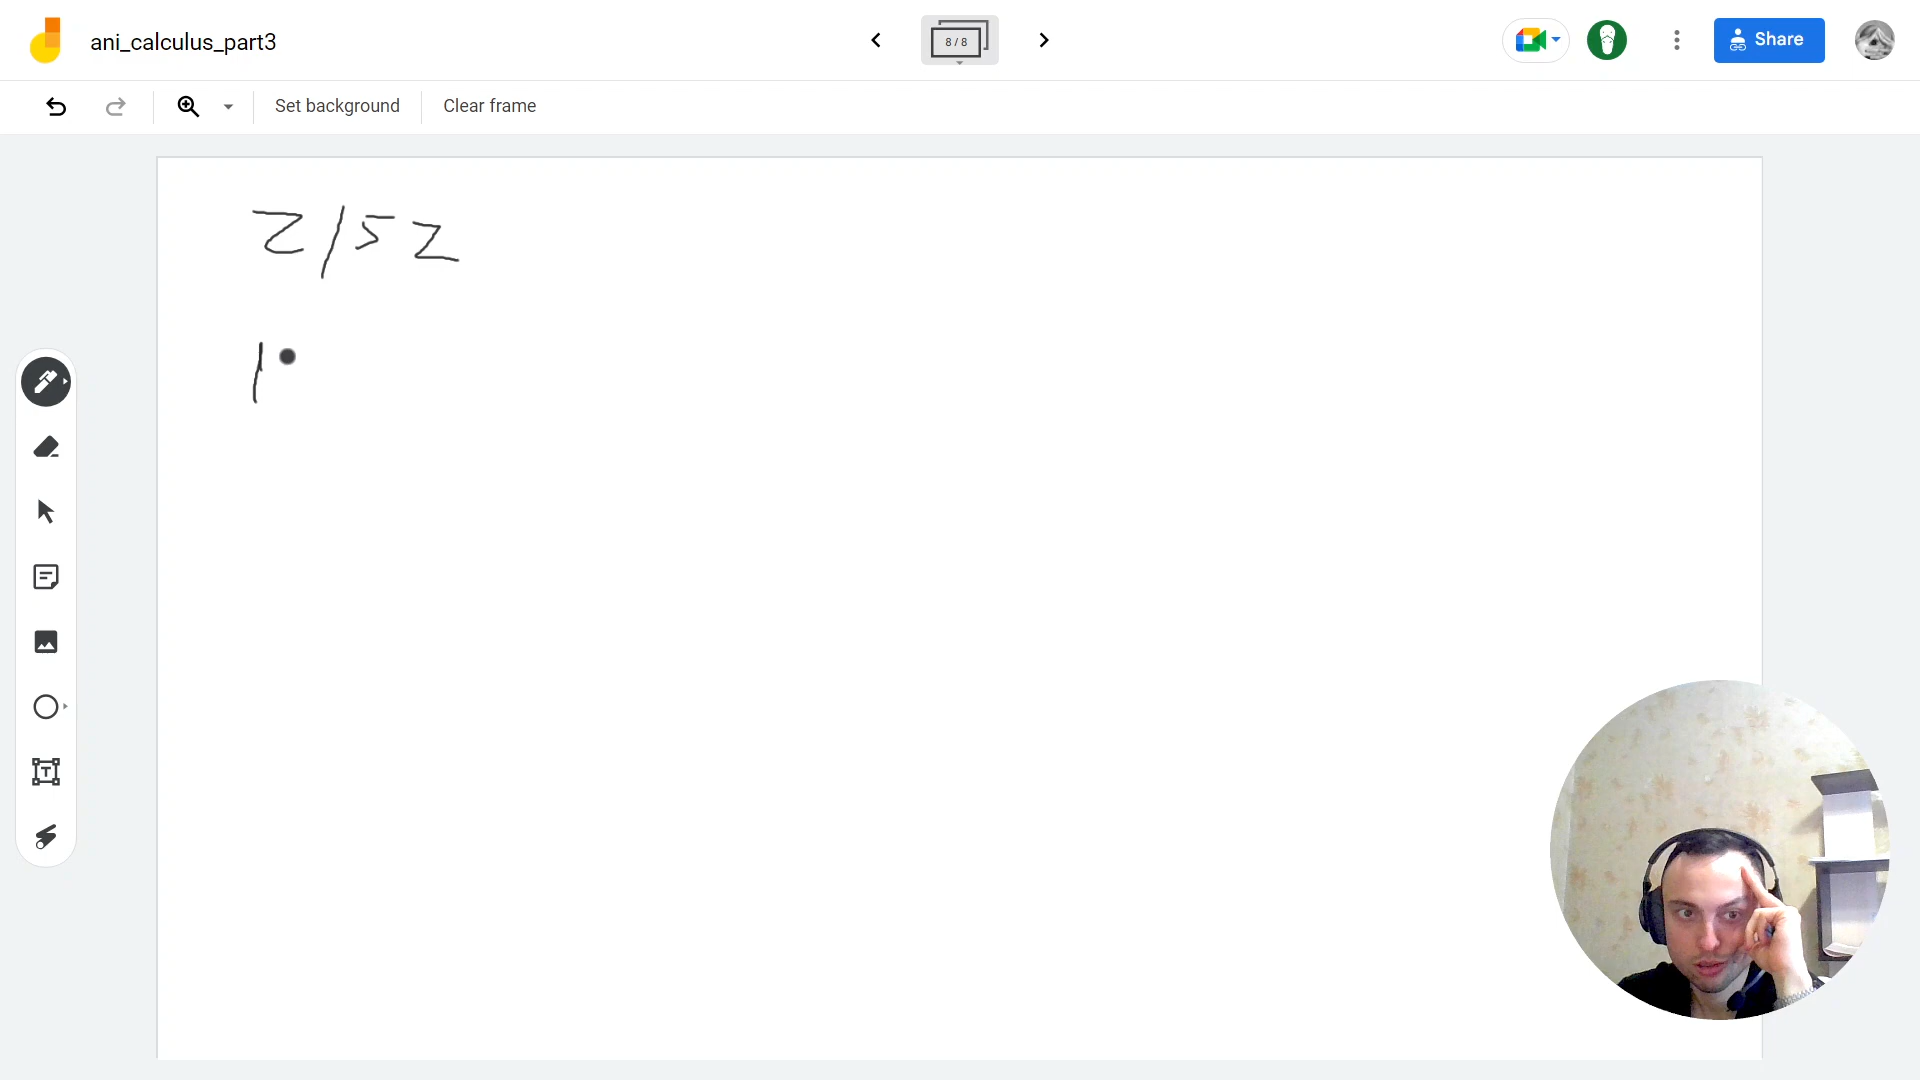 ani_calculus_part3
8 / 8
Share
Set background
Clear frame
Z/5Z